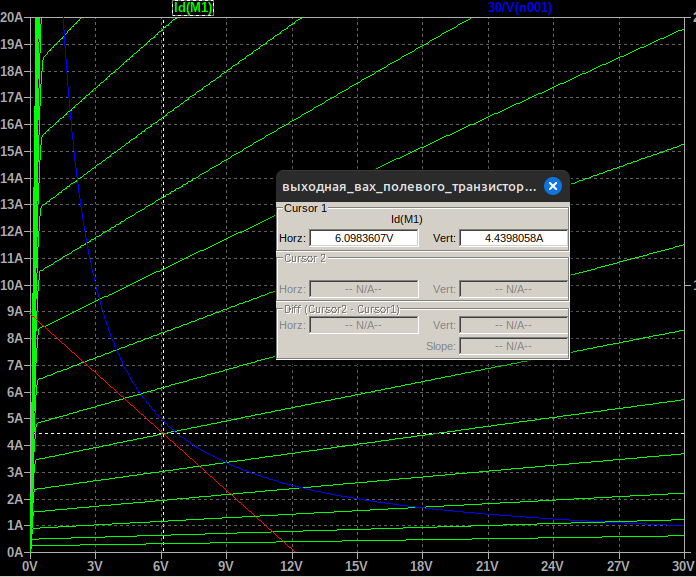 Id(M1) 30/V(n001)
20A
19A
18A
17A
16A
15A
14A
13A
12A
11A
10A
9A
8A
7A
6A
5A
4A
3A
2A
1A
0A
0V 3V 6V 9V 12V 15V 18V 21V 24V 27V 30V
выходная_вах_полевого_транзистор...
Cursor 1
Id(M1)
Horz: 6.0983607V Vert: 4.4398058A
Cursor 2
Horz: -- N/A-- Vert: -- N/A--
Diff (Cursor2 - Cursor1)
Horz: -- N/A-- Vert: -- N/A--
Slope: -- N/A--